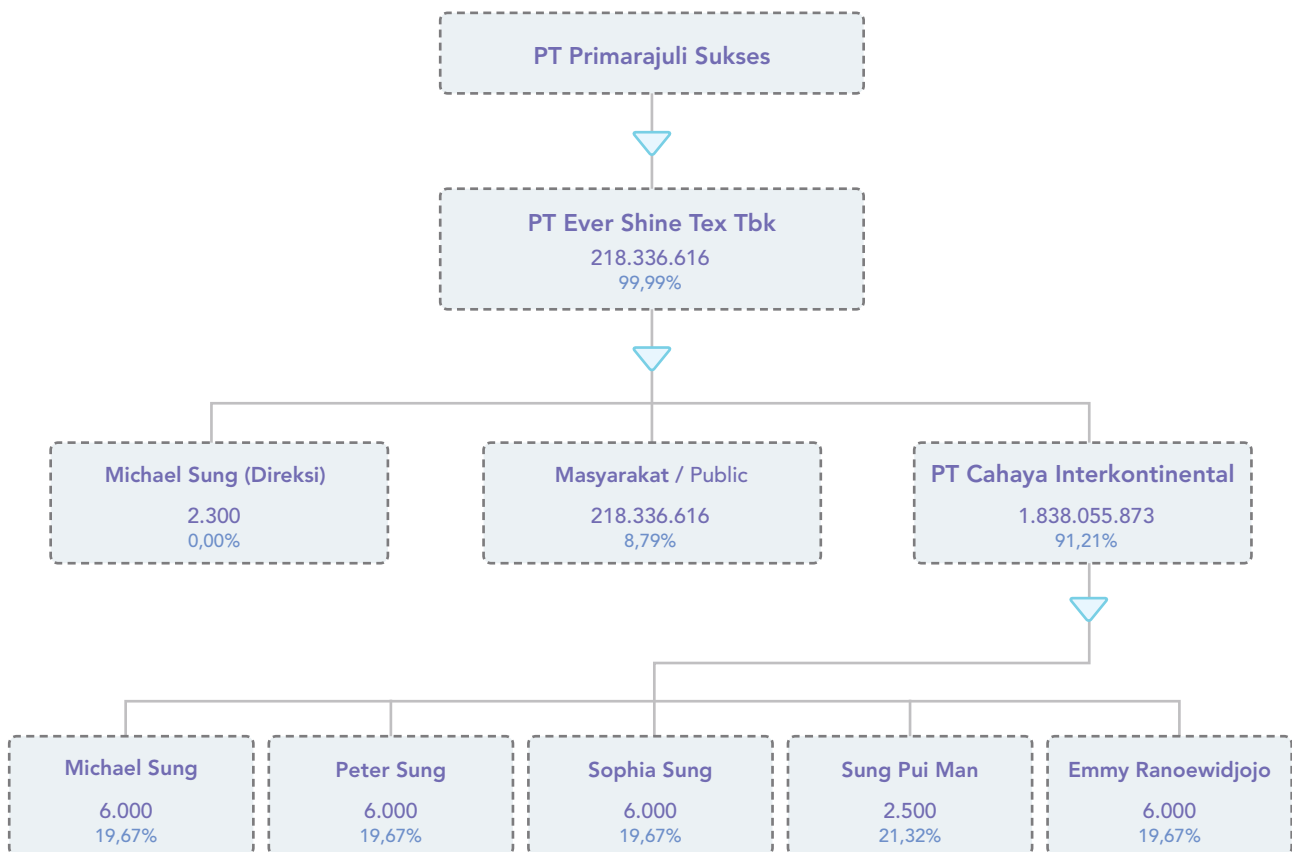 PT Primarajuli Sukses
PT Ever Shine Tex Tbk
218.336.616
99,99%
Michael Sung (Direksi)
2.300
0,00%
Masyarakat / Public
218.336.616
8,79%
PT Cahaya Interkontinental
1.838.055.873
91,21%
Michael Sung
6.000
19,67%
Peter Sung
6.000
19,67%
Sophia Sung
6.000
19,67%
Sung Pui Man
2.500
21,32%
Emmy Ranoewidjojo
6.000
19,67%